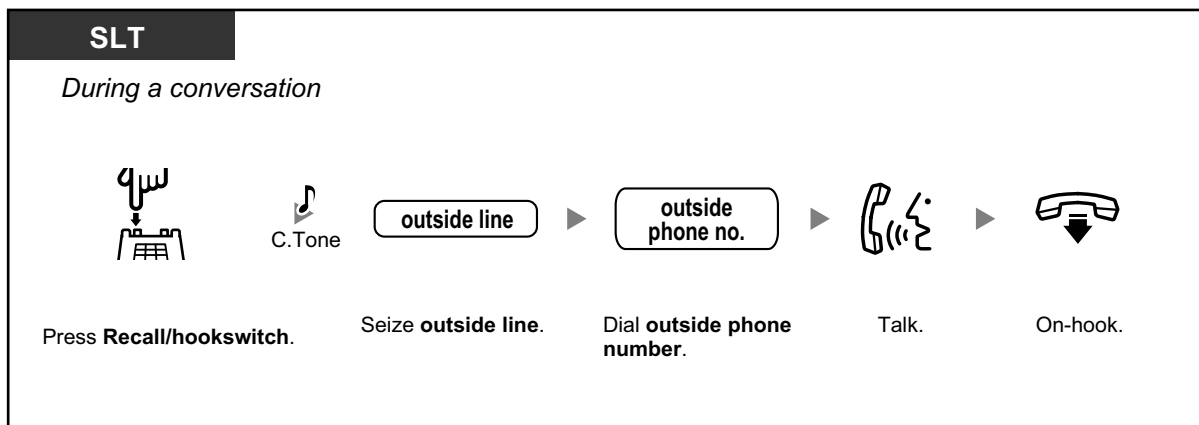 SLT
During a conversation
C.Tone
outside line
outside
phone no.
Press Recall/hookswitch.
Seize outside line.
Dial outside phone
number.
Talk.
On-hook.